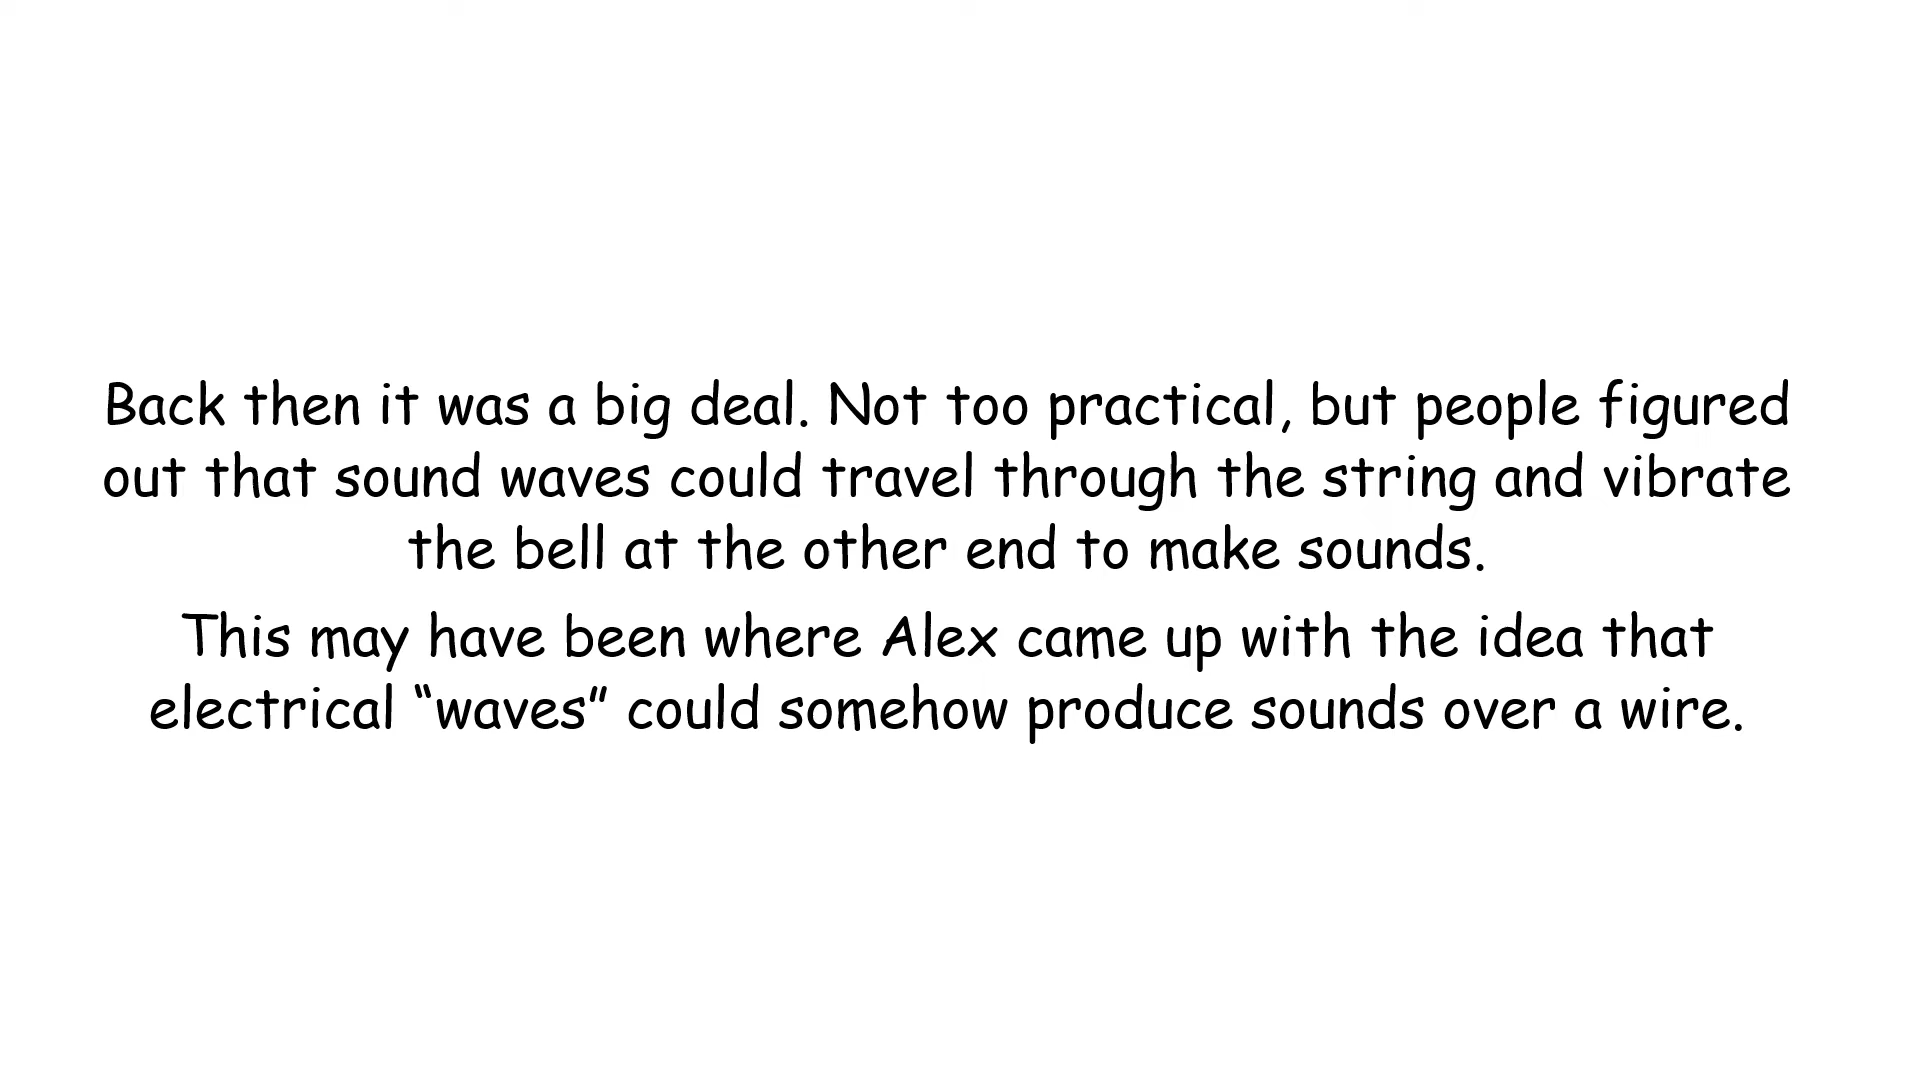 Back then it was a big deal. Not too practical, but people figured
out that sound waves could travel through the string and vibrate
the bell at the other end to make sounds.
This may have been where Alex came up with the idea that
electrical “waves” could somehow produce sounds over a wire.